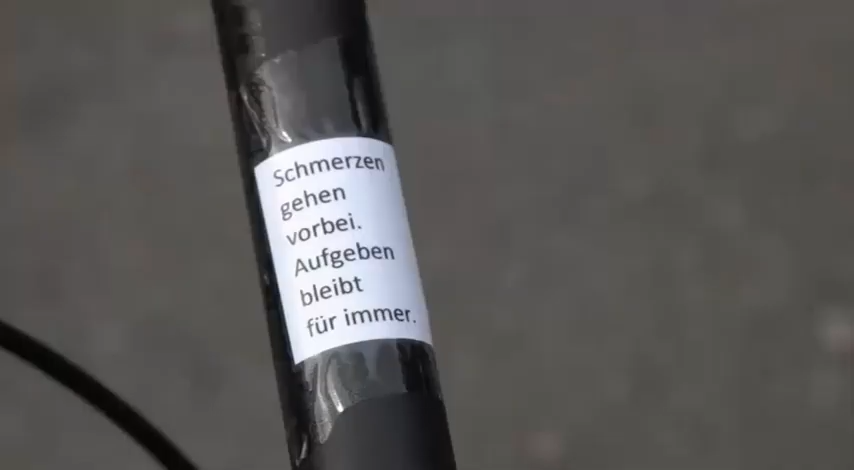 Schmerzen
gehen
vorbei.
Aufgeben
bleibt
für immer.